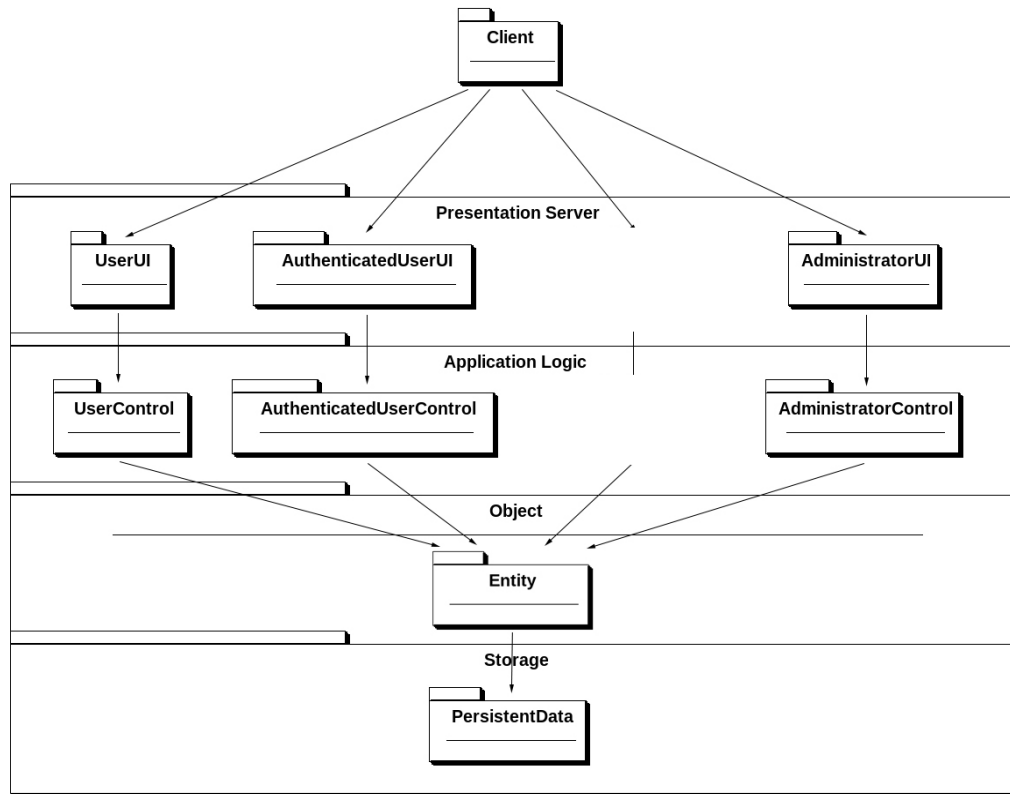 Client
Presentation Server
UserUI
AuthenticatedUserUI
AdministratorUI
Application Logic
UserControl
AuthenticatedUserControl
AdministratorControl
Object
Entity
Storage
PersistentData